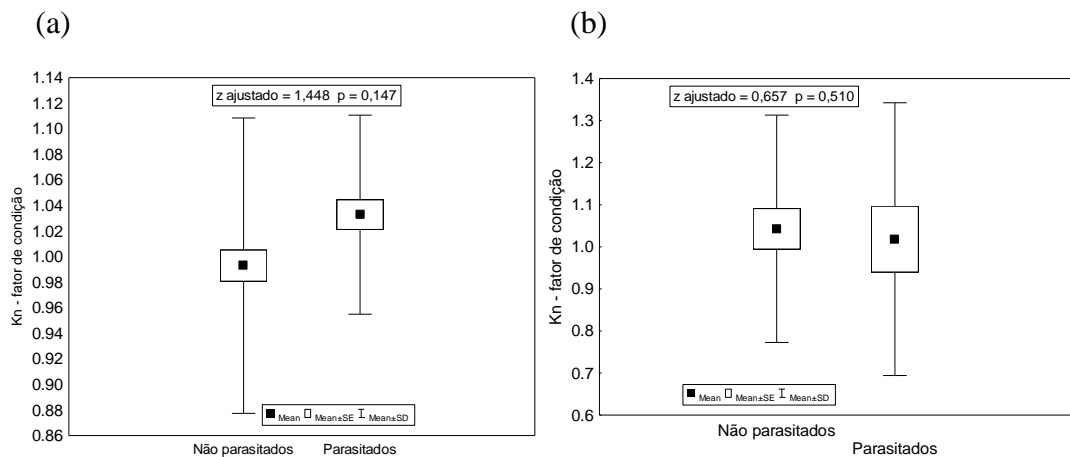 (a)
(b)
z ajustado = 1,448 p = 0,147
Kn - fator de condição
1.14
1.12
1.10
1.08
1.06
1.04
1.02
1.00
0.98
0.96
0.94
0.92
0.90
0.88
0.86
Mean Mean±SE Mean±SD
Não parasitados Parasitados
z ajustado = 0,657 p = 0,510
Kn - fator de condição
1.4
1.3
1.2
1.1
1.0
0.9
0.8
0.7
0.6
Mean Mean±SE Mean±SD
Não parasitados
Parasitados